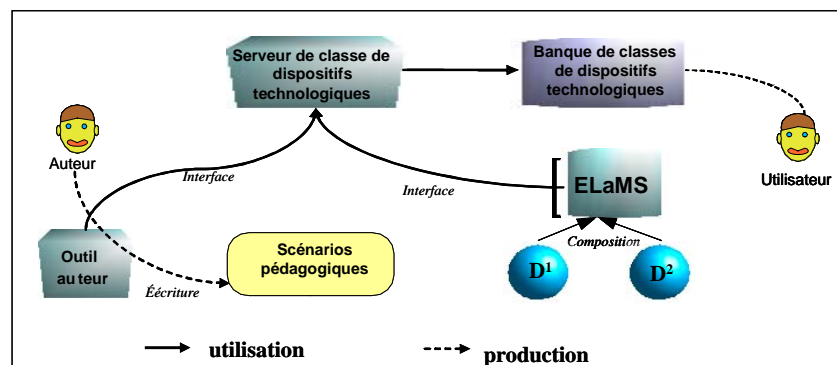 Serveur de classe de
dispositifs
technologiques
Banque de classes
de dispositifs
technologiques
Auteur
Utilisateur
Interface
Interface
ELaMS
Composition
Outil
au teur
Scénarios
pédagogiques
D1
D2
Éécriture
utilisation
production